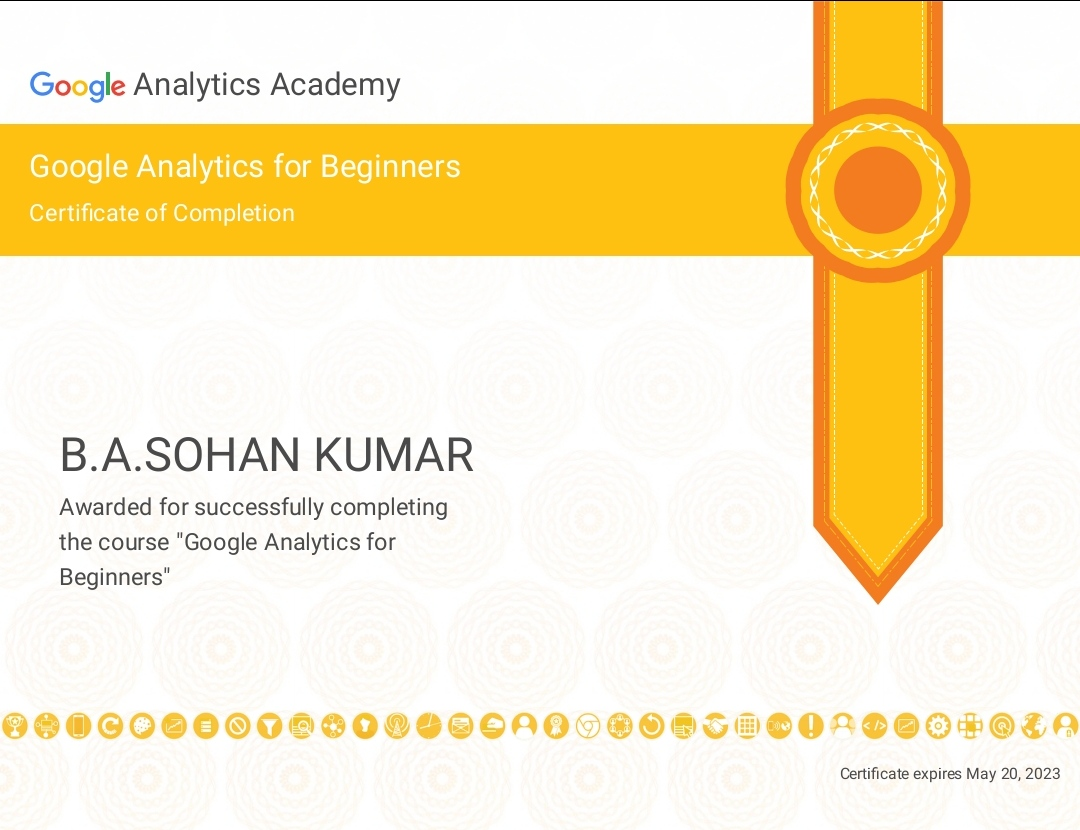 Google Analytics Academy
Google Analytics for Beginners
Certificate of Completion
B.A.SOHAN KUMAR
Awarded for successfully completing
the course "Google Analytics for
Beginners"
Certificate expires May 20, 2023